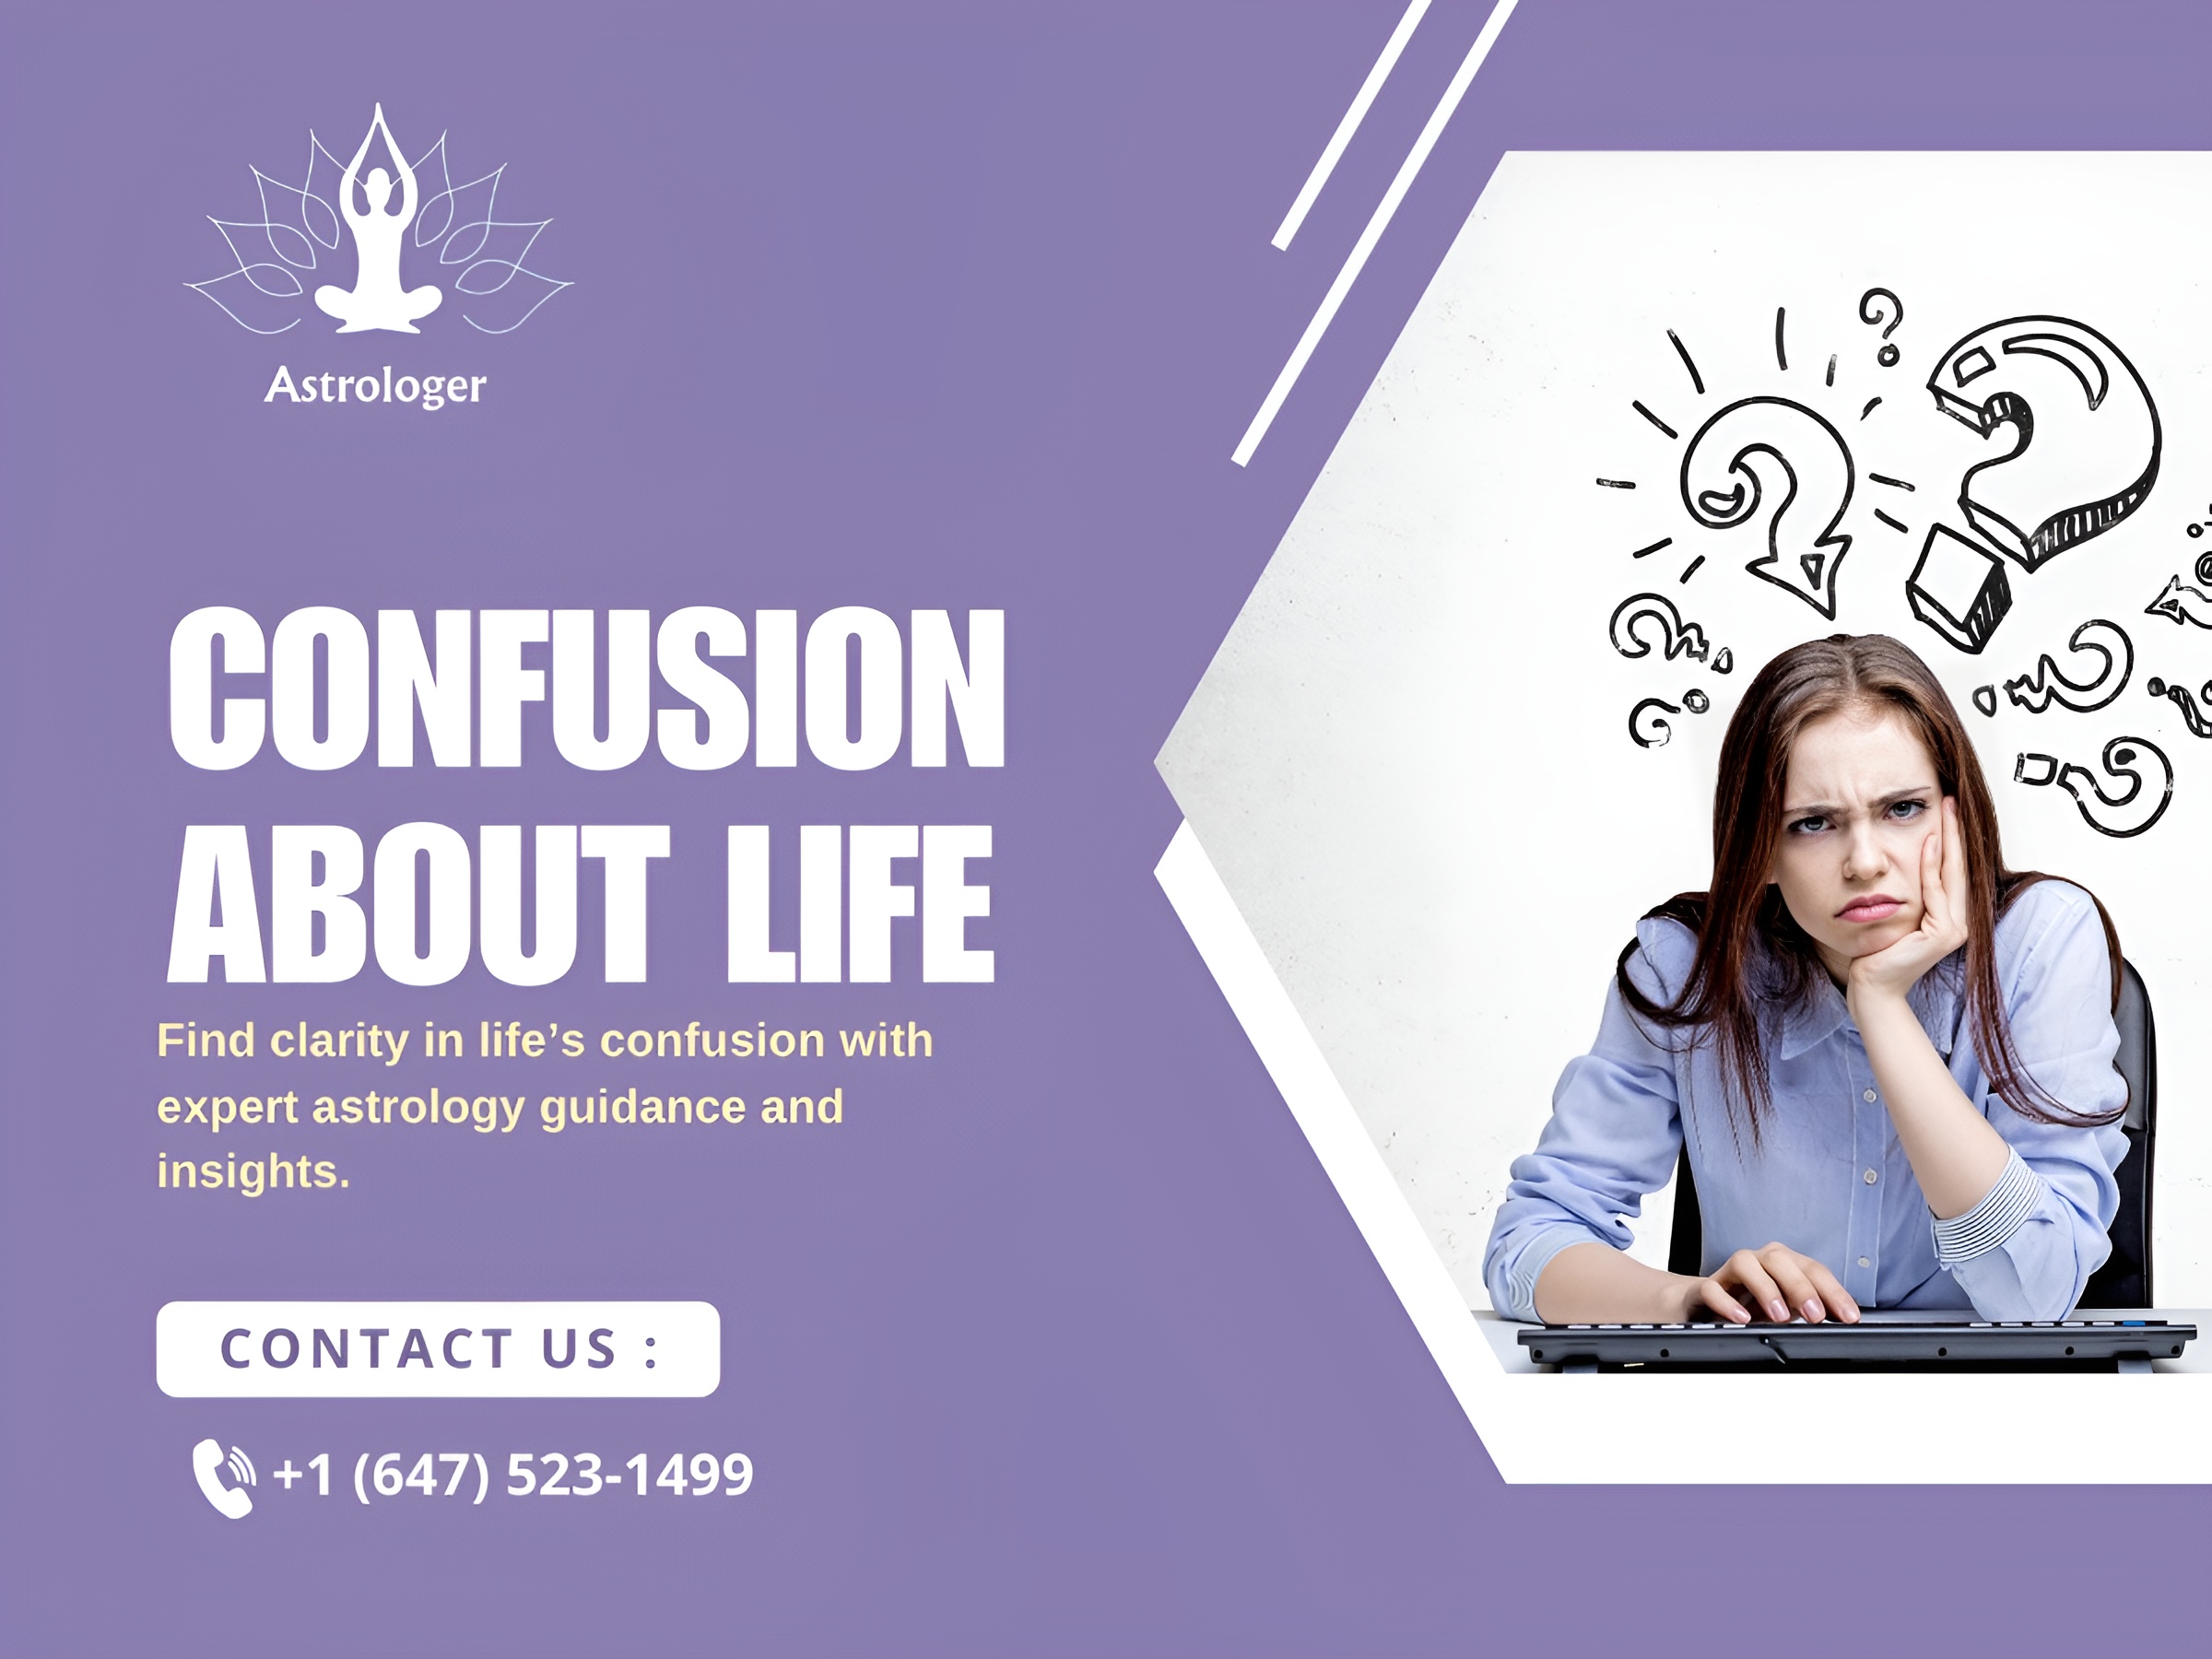 Astrologer
CONFUSION
ABOUT LIFE
Find clarity in life’s confusion with
expert astrology guidance and
insights.
CONTACT US :
+1 (647) 523-1499